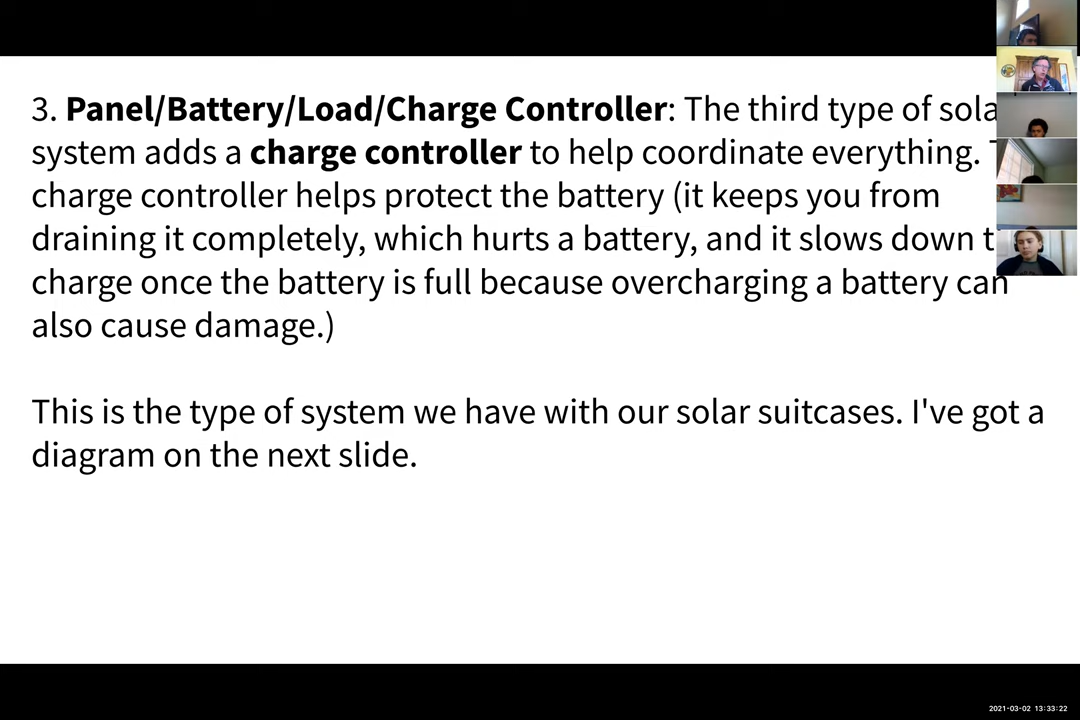 3. Panel/Battery/Load/Charge Controller: The third type of sola
system adds a charge controller to help coordinate everything.
charge controller helps protect the battery (it keeps you from
draining it completely, which hurts a battery, and it slows down t
charge once the battery is full because overcharging a battery can
also cause damage.)
This is the type of system we have with our solar suitcases. I've got a
diagram on the next slide.
2021-03-02 13:33:22